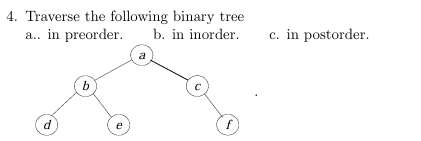 4. Traverse the following binary tree
a.. in preorder. b. in inorder. c. in postorder.
a
b c
d e f